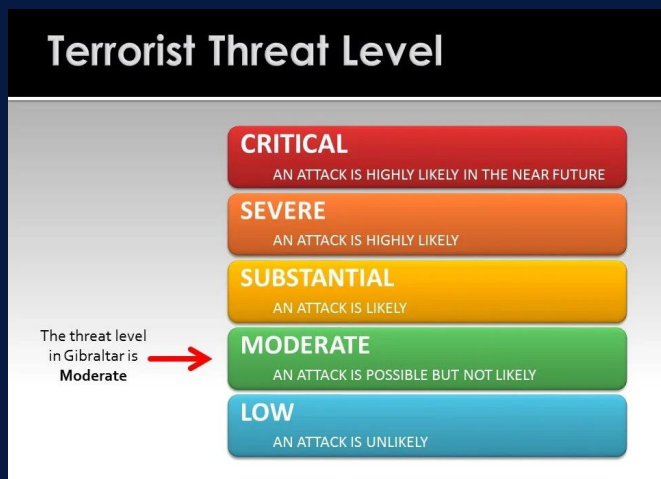 Terrorist Threat Level
CRITICAL
AN ATTACK IS HIGHLY LIKELY IN THE NEAR FUTURE
SEVERE
AN ATTACK IS HIGHLY LIKELY
SUBSTANTIAL
AN ATTACK IS LIKELY
The threat level
in Gibraltar is
Moderate
MODERATE
AN ATTACK IS POSSIBLE BUT NOT LIKELY
LOW
AN ATTACK IS UNLIKELY